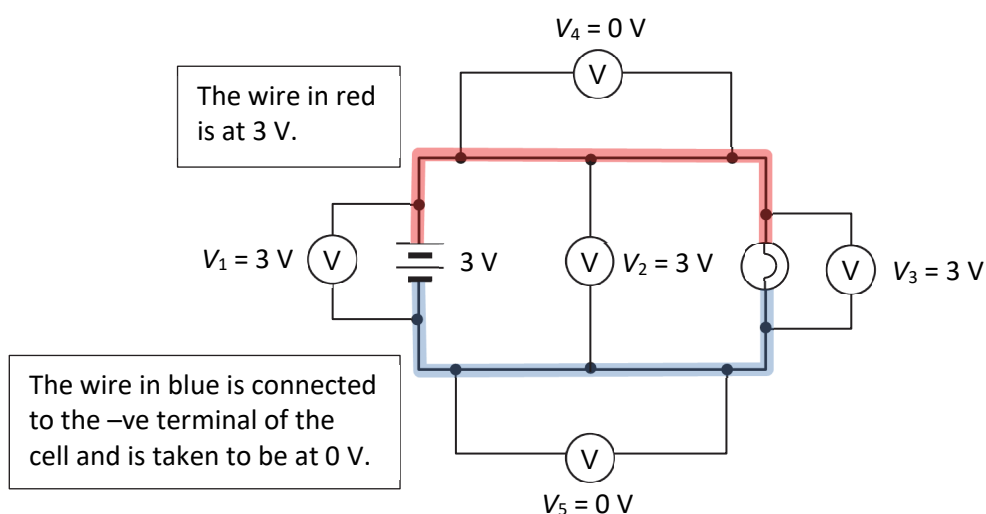 V4 = 0 V
V
The wire in red
is at 3 V.
V1 = 3 V
V
3 V
V
V2 = 3 V
V
V3 = 3 V
The wire in blue is connected
to the –ve terminal of the
cell and is taken to be at 0 V.
V
V5 = 0 V